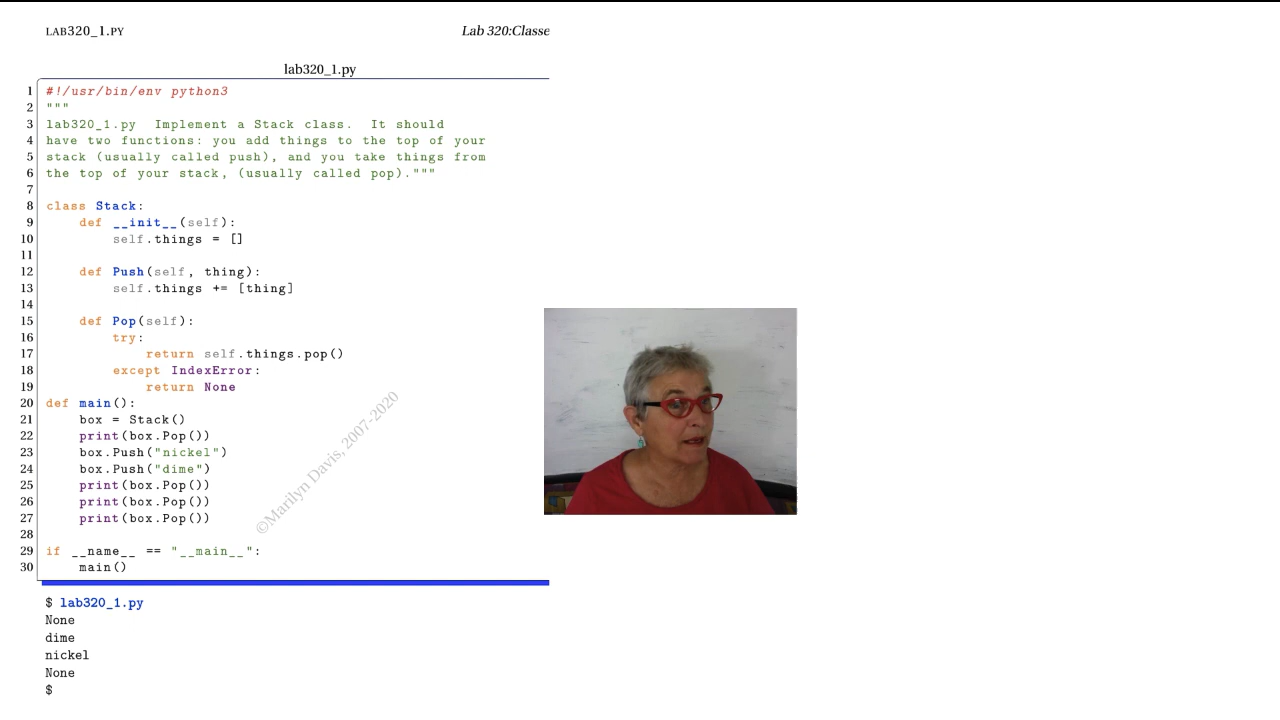 LAB320_1.PY Lab 320:Classe
lab320_1.py
1 #!/usr/bin/env python3
2 """
3 lab320_1.py  Implement a Stack class.  It should
4 have two functions: you add things to the top of your
5 stack (usually called push), and you take things from
6 the top of your stack, (usually called pop)."""
7
8 class Stack:
9     def __init__(self):
10         self.things = []
11
12     def Push(self, thing):
13         self.things += [thing]
14
15     def Pop(self):
16         try:
17             return self.things.pop()
18         except IndexError:
19             return None
20 def main():
21     box = Stack()
22     print(box.Pop())
23     box.Push("nickel")
24     box.Push("dime")
25     print(box.Pop())
26     print(box.Pop())
27     print(box.Pop())
28
29 if __name__ == "__main__":
30     main()
©Marilyn Davis, 2007-2020
$ lab320_1.py
None
dime
nickel
None
$